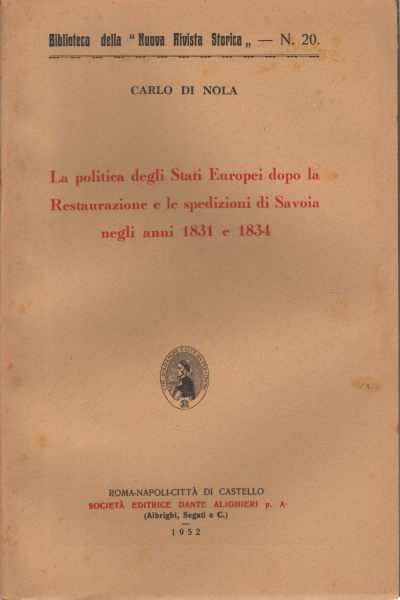 Biblioteca della “ Nuova Rivista Storica „ — N. 20.
CARLO DI NOLA
La politica degli Stati Europei dopo la
Restaurazione e le spedizioni di Savoia
negli anni 1831 e 1834
ROMA-NAPOLI-CITTÀ DI CASTELLO
SOCIETÀ EDITRICE DANTE ALIGHIERI p. A.
(Albrighi, Segati e C.)
1952